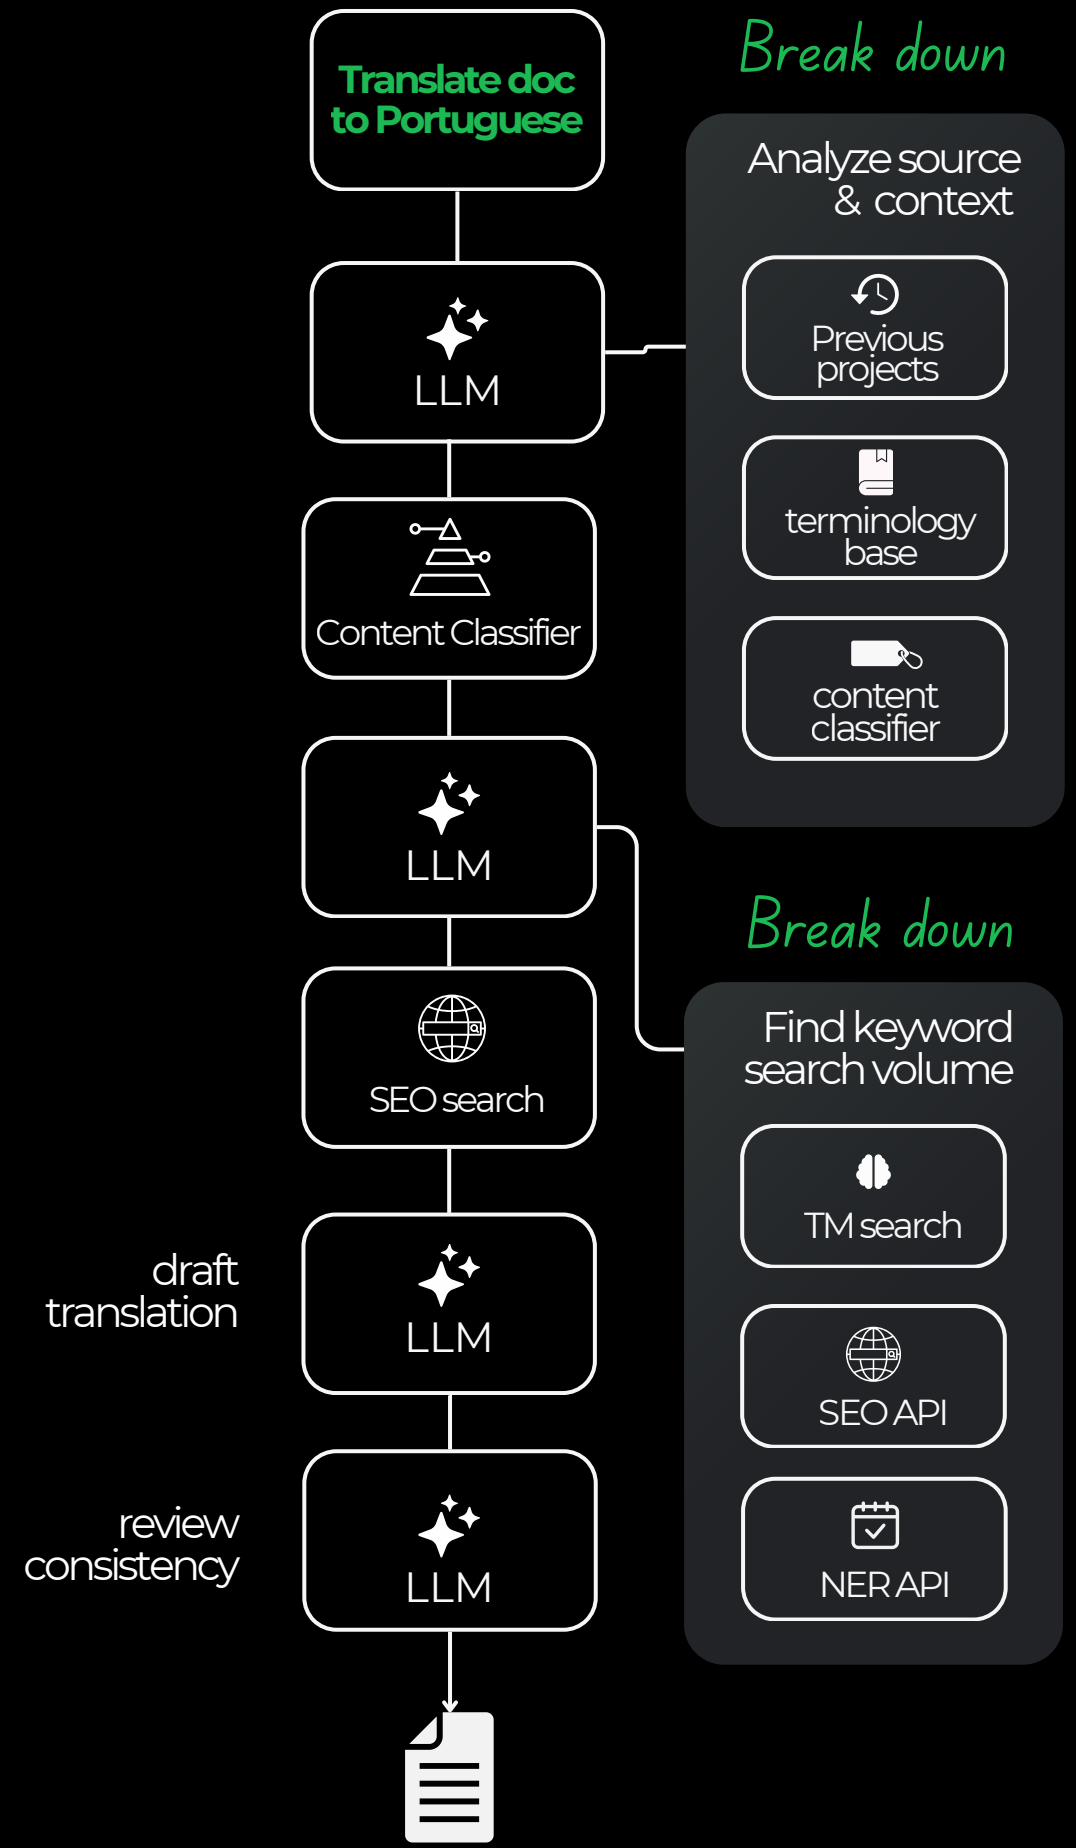 Translate doc
to Portuguese
LLM
Content Classifier
LLM
SEO search
draft
translation
LLM
review
consistency
LLM
Break down
Analyze source
& context
Previous
projects
terminology
base
content
classifier
Break down
Find keyword
search volume
TM search
SEO API
NER API